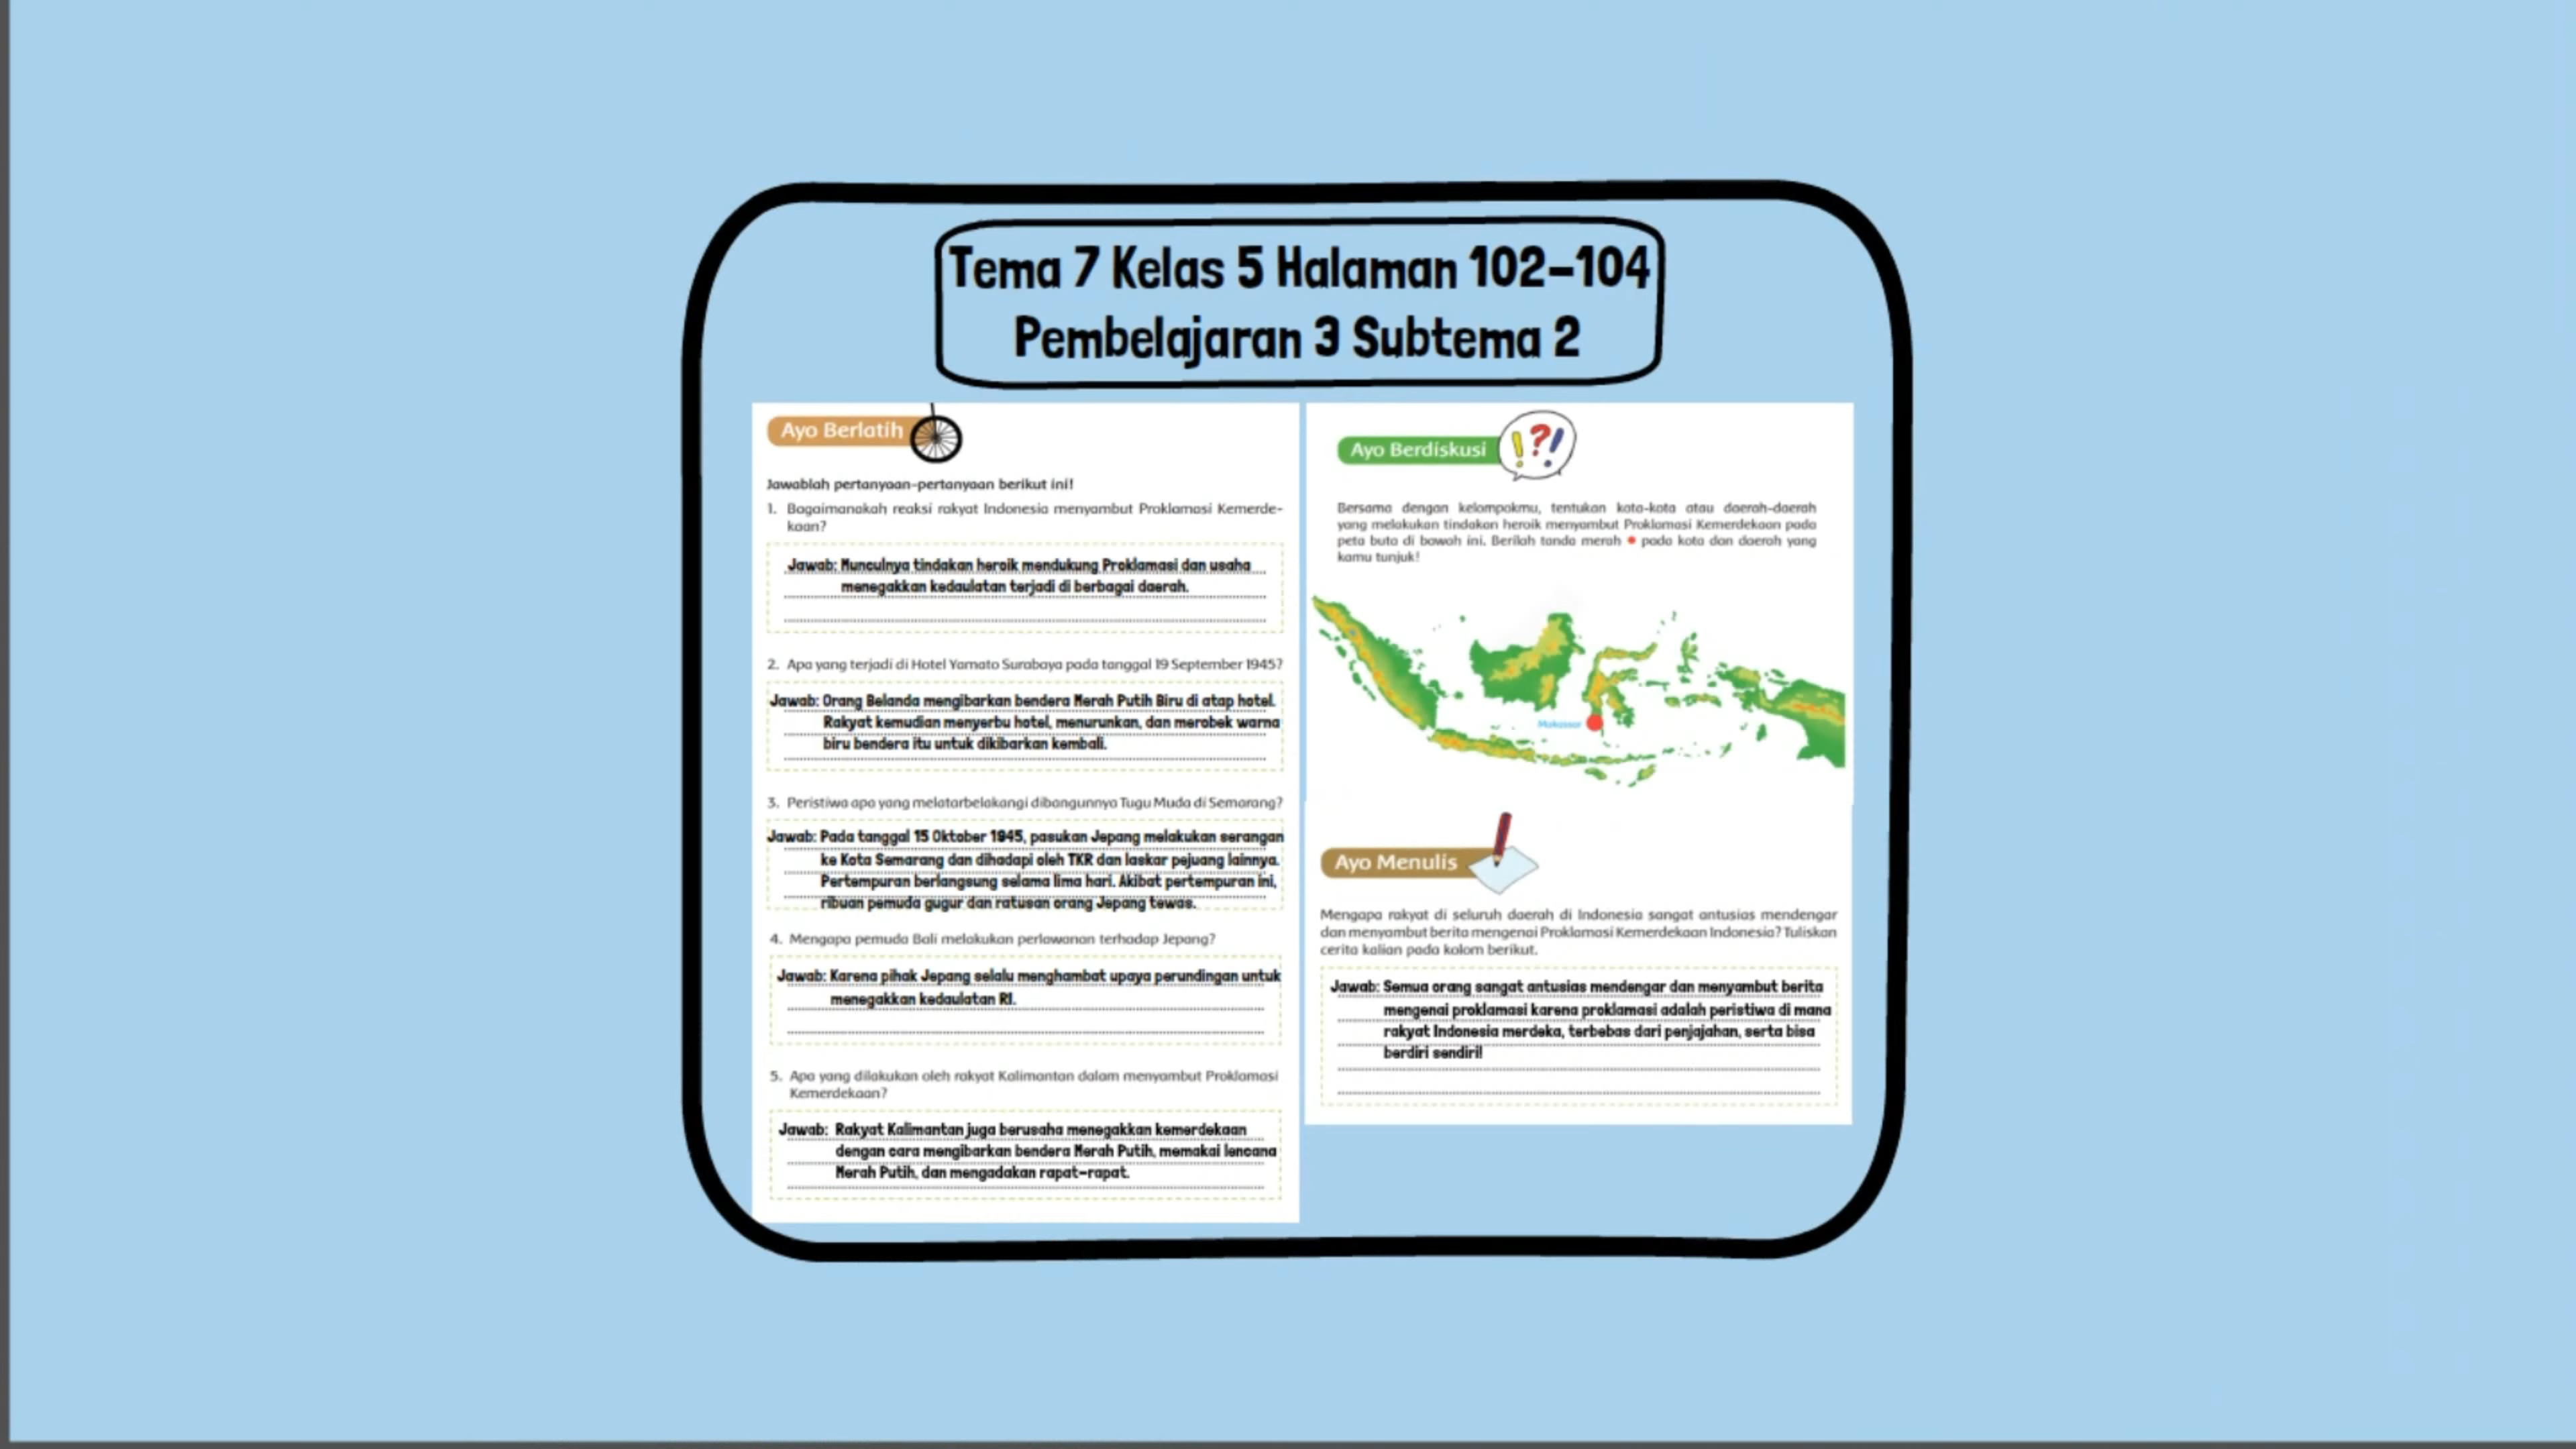 Tema 7 Kelas 5 Halaman 102-104
Pembelajaran 3 Subtema 2
Ayo Berlatih
Jawablah pertanyaan-pertanyaan berikut ini!
1. Bagaimanakah reaksi rakyat Indonesia menyambut Proklamasi Kemerde-
kaan?
Jawab: Munculnya tindakan heroik mendukung Proklamasi dan usaha
menegakkan kedaulatan terjadi di berbagai daerah.
2. Apa yang terjadi di Hotel Yamato Surabaya pada tanggal 19 September 1945?
Jawab: Orang Belanda mengibarkan bendera Merah Putih Biru di atap hotel.
Rakyat kemudian menyerbu hotel, menurunkan, dan merobek warna
biru bendera itu untuk dikibarkan kembali.
3. Peristiwa apa yang melatarbelakangi dibangunnya Tugu Muda di Semarang?
Jawab: Pada tanggal 15 Oktober 1945, pasukan Jepang melakukan serangan
ke Kota Semarang dan dihadapi oleh TKR dan laskar pejuang lainnya.
Pertempuran berlangsung selama lima hari. Akibat pertempuran ini,
ribuan pemuda gugur dan ratusan orang Jepang tewas.
4. Mengapa pemuda Bali melakukan perlawanan terhadap Jepang?
Jawab: Karena pihak Jepang selalu menghambat upaya perundingan untuk
menegakkan kedaulatan RI.
5. Apa yang dilakukan oleh rakyat Kalimantan dalam menyambut Proklamasi
Kemerdekaan?
Jawab: Rakyat Kalimantan juga berusaha menegakkan kemerdekaan
dengan cara mengibarkan bendera Merah Putih, memakai lencana
Merah Putih, dan mengadakan rapat-rapat.
Ayo Berdiskusi
Bersama dengan kelompokmu, tentukan kota-kota atau daerah-daerah
yang melakukan tindakan heroik menyambut Proklamasi Kemerdekaan pada
peta buta di bawah ini. Berilah tanda merah • pada kota dan daerah yang
kamu tunjuk!
Makassar
Ayo Menulis
Mengapa rakyat di seluruh daerah di Indonesia sangat antusias mendengar
dan menyambut berita mengenai Proklamasi Kemerdekaan Indonesia? Tuliskan
cerita kalian pada kolom berikut.
Jawab: Semua orang sangat antusias mendengar dan menyambut berita
mengenai proklamasi karena proklamasi adalah peristiwa di mana
rakyat Indonesia merdeka, terbebas dari penjajahan, serta bisa
berdiri sendiri!